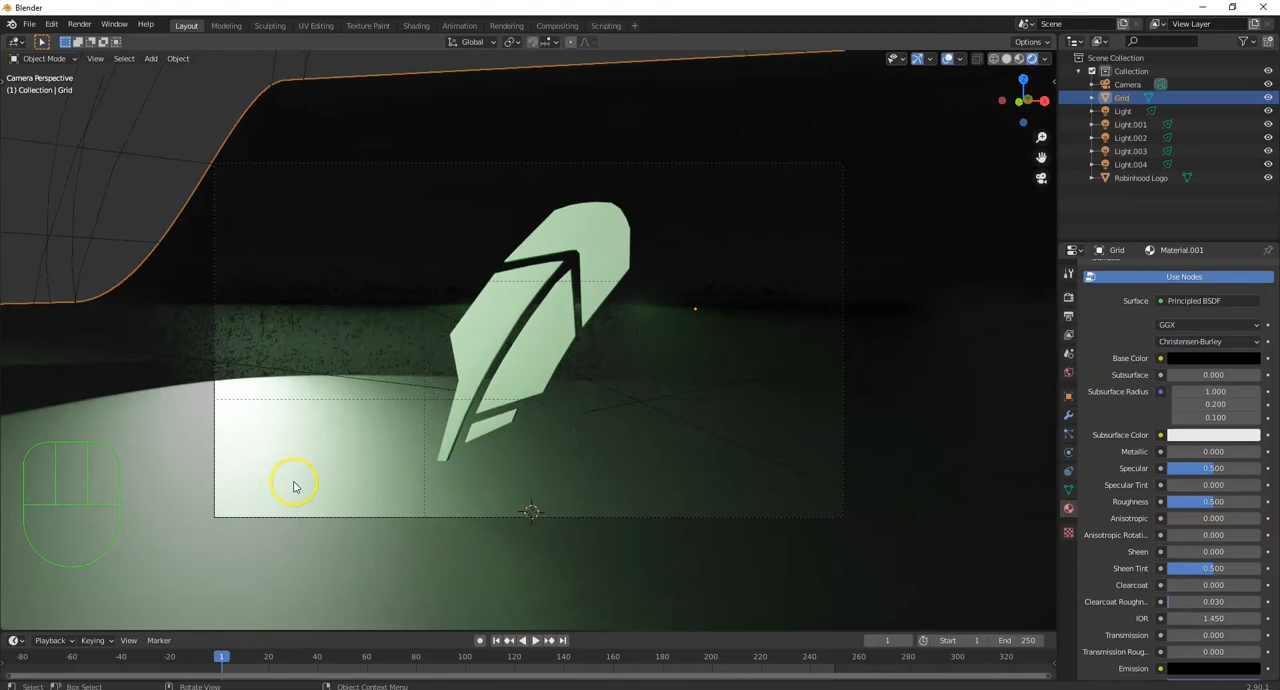 Blender
File Edit Render Window Help
Layout Modeling Sculpting UV Editing Texture Paint Shading Animation Rendering Compositing Scripting +
Scene View Layer
Global Options
Object Mode View Select Add Object
Camera Perspective
(1) Collection | Grid
X
Z
Scene Collection
Collection
Camera
Grid
Light
Light.001
Light.002
Light.003
Light.004
Robinhood Logo
Grid Material.001
Use Nodes
Surface Principled BSDF
GGX
Christensen-Burley
Base Color
Subsurface 0.000
Subsurface Radius 1.000
0.200
0.100
Subsurface Color
Metallic 0.000
Specular 0.500
Specular Tint 0.000
Roughness 0.500
Anisotropic 0.000
Anisotropic Rotati... 0.000
Sheen 0.000
Sheen Tint 0.500
Clearcoat 0.000
Clearcoat Roughn... 0.030
IOR 1.450
Transmission 0.000
Transmission Roug... 0.000
Emission
Playback Keying View Marker 1 Start 1 End 250
-80 -60 -40 -20 1 20 40 60 80 100 120 140 160 180 200 220 240 260 280 300 320
Select Box Select Rotate View Object Context Menu 2.90.1